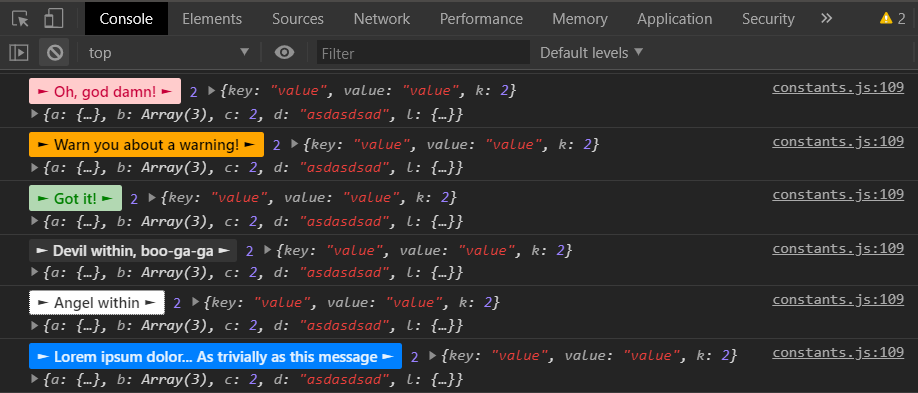 Console Elements Sources Network Performance Memory Application Security » 2
top ▼ Filter Default levels ▼
► Oh, god damn! ► 2 ▶{key: "value", value: "value", k: 2} constants.js:109
▶{a: {…}, b: Array(3), c: 2, d: "asdasdsad", l: {…}}
► Warn you about a warning! ► 2 ▶{key: "value", value: "value", k: 2} constants.js:109
▶{a: {…}, b: Array(3), c: 2, d: "asdasdsad", l: {…}}
► Got it! ► 2 ▶{key: "value", value: "value", k: 2} constants.js:109
▶{a: {…}, b: Array(3), c: 2, d: "asdasdsad", l: {…}}
► Devil within, boo-ga-ga ► 2 ▶{key: "value", value: "value", k: 2} constants.js:109
▶{a: {…}, b: Array(3), c: 2, d: "asdasdsad", l: {…}}
► Angel within ► 2 ▶{key: "value", value: "value", k: 2} constants.js:109
▶{a: {…}, b: Array(3), c: 2, d: "asdasdsad", l: {…}}
► Lorem ipsum dolor... As trivially as this message ► 2 ▶{key: "value", value: "value", k: 2} constants.js:109
▶{a: {…}, b: Array(3), c: 2, d: "asdasdsad", l: {…}}